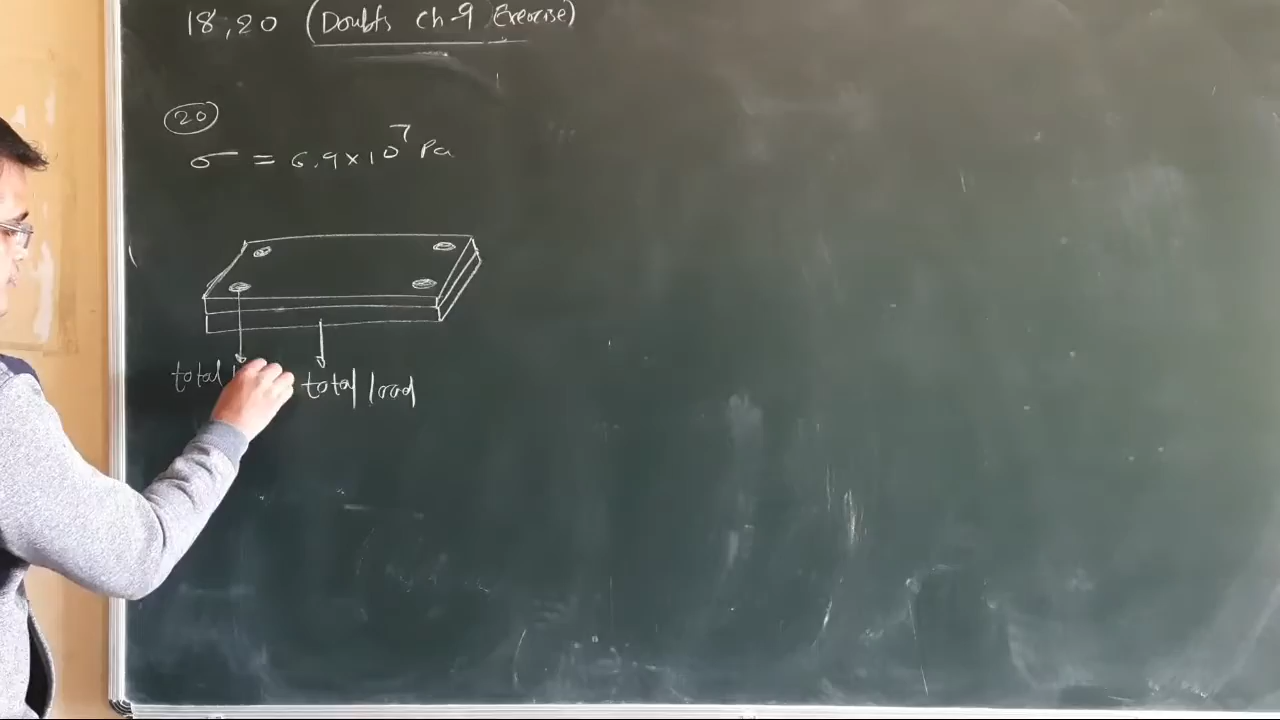 18,20 (Doubts Ch-9 Exercise)
20
σ = 6.9×10⁷ Pa
total
total load